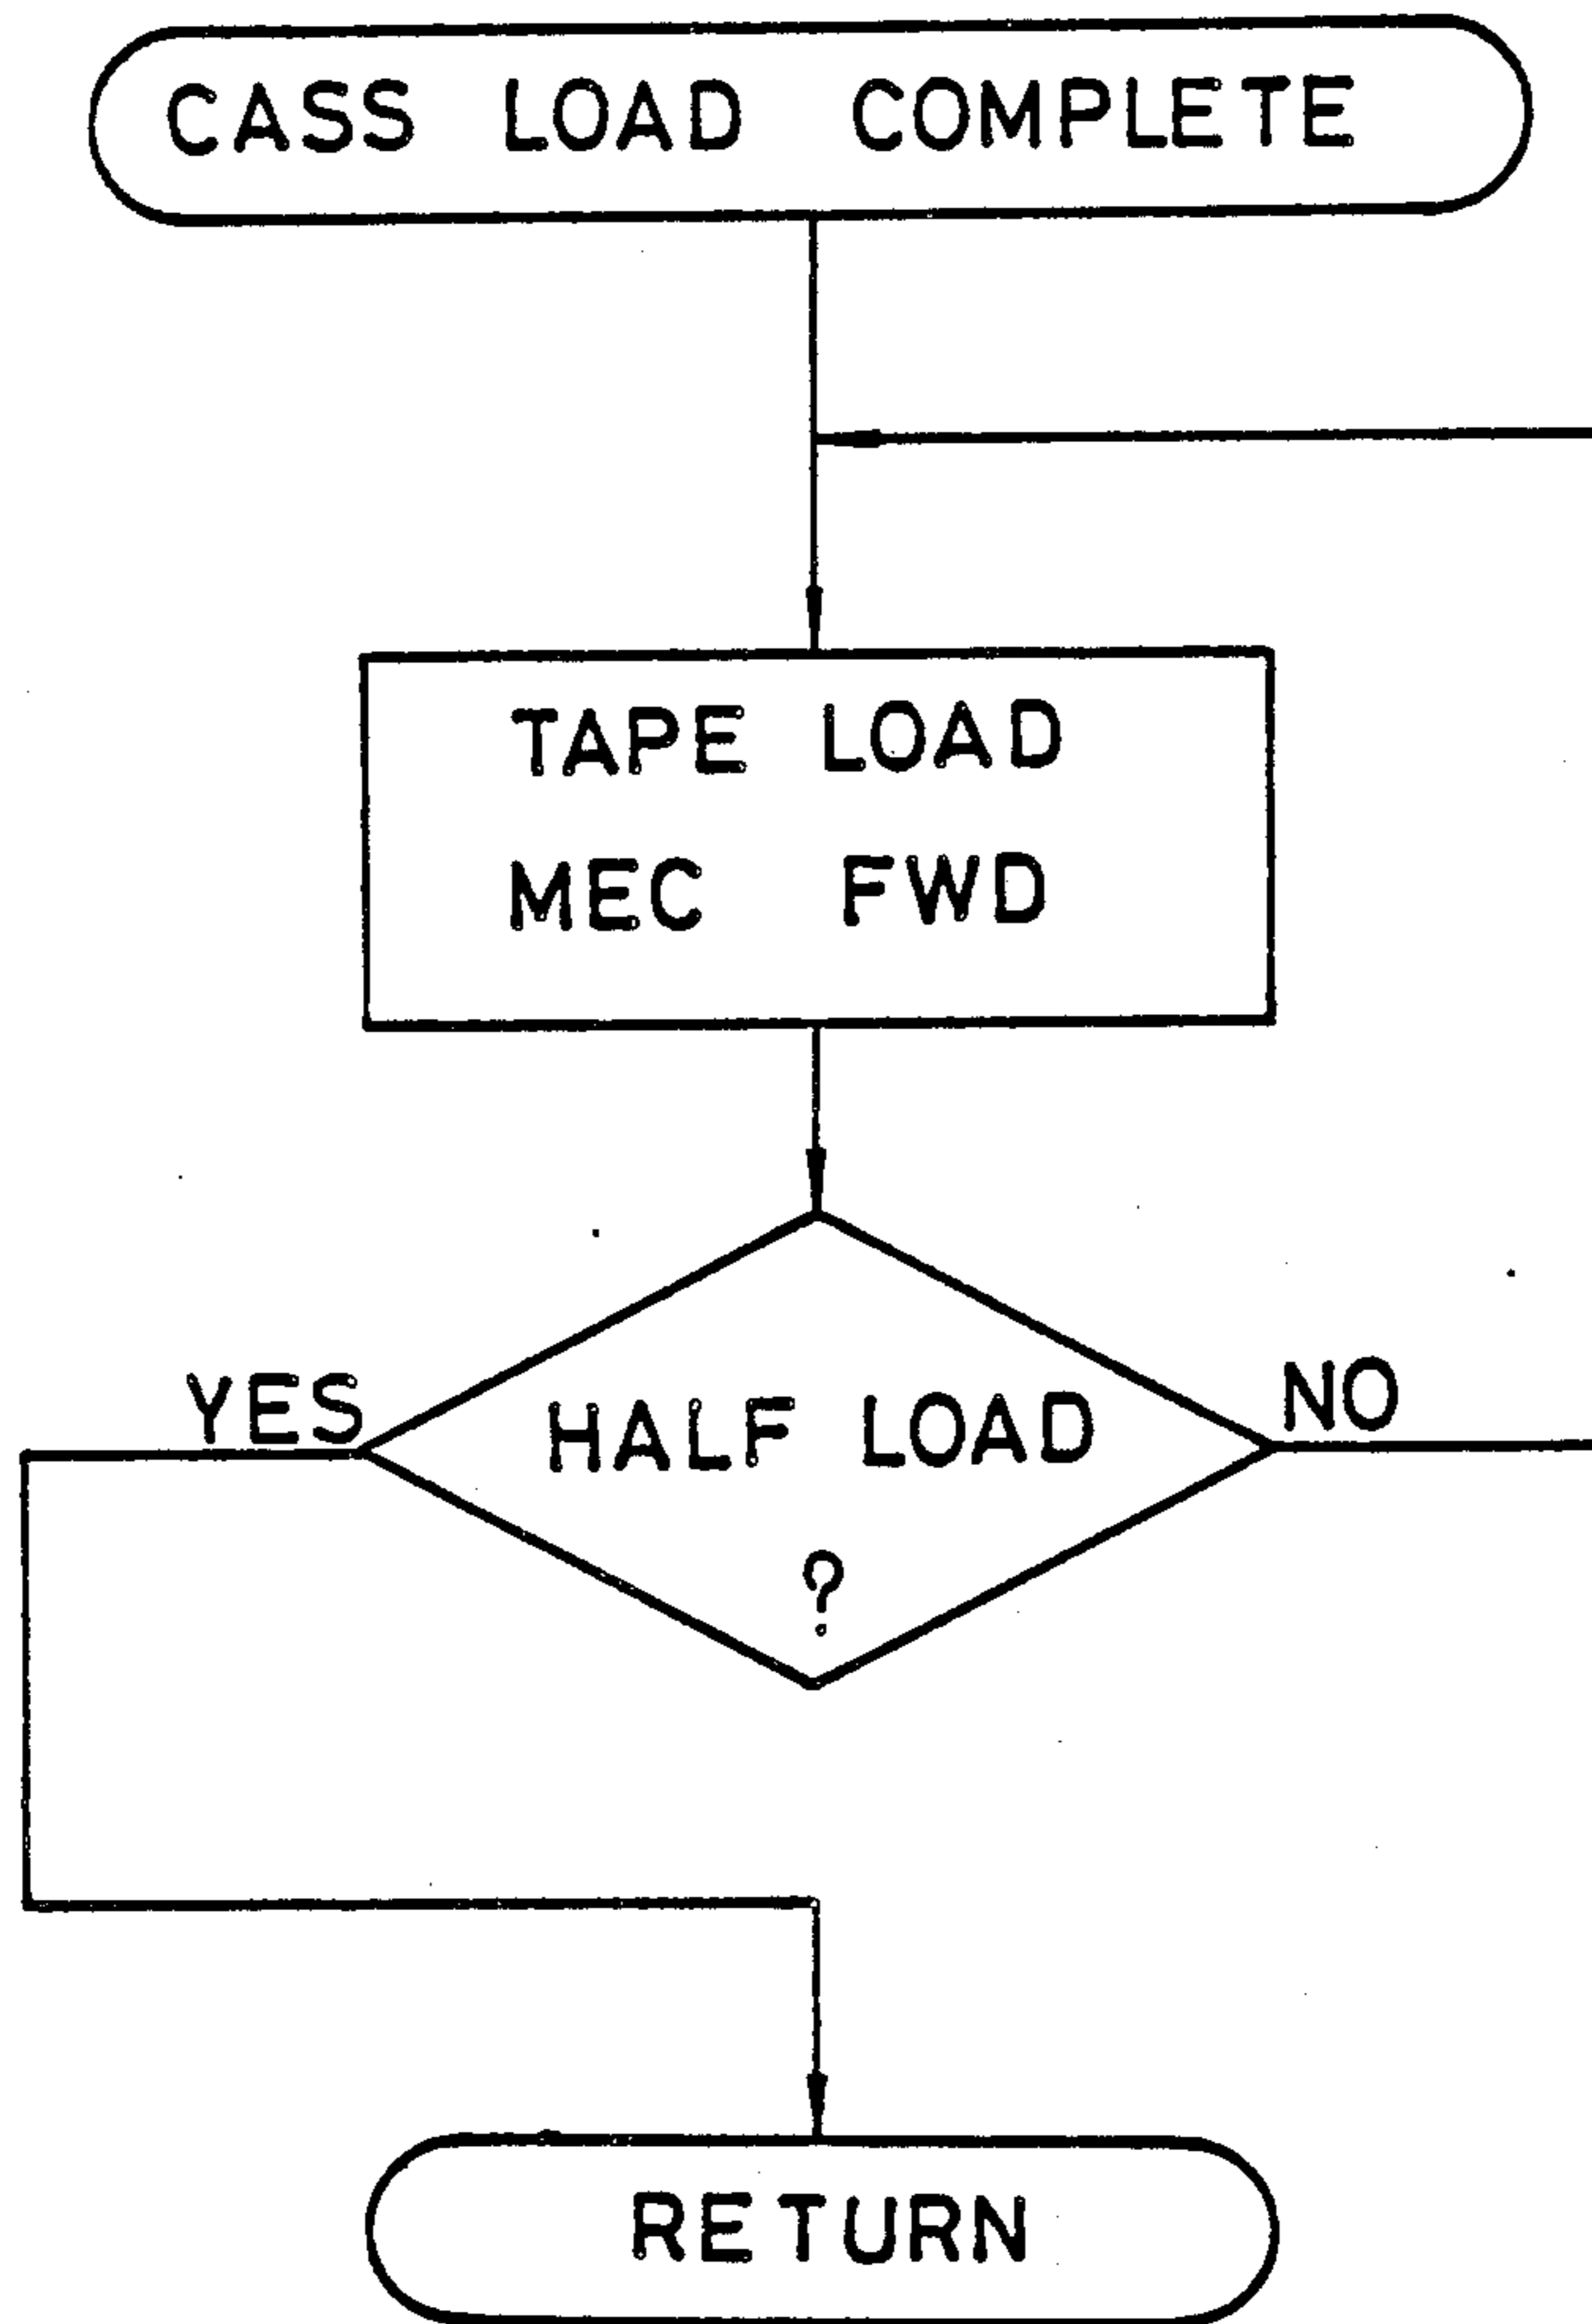 CASS LOAD COMPLETE
TAPE LOAD
MEC FWD
YES
HALF LOAD
NO
?
RETURN